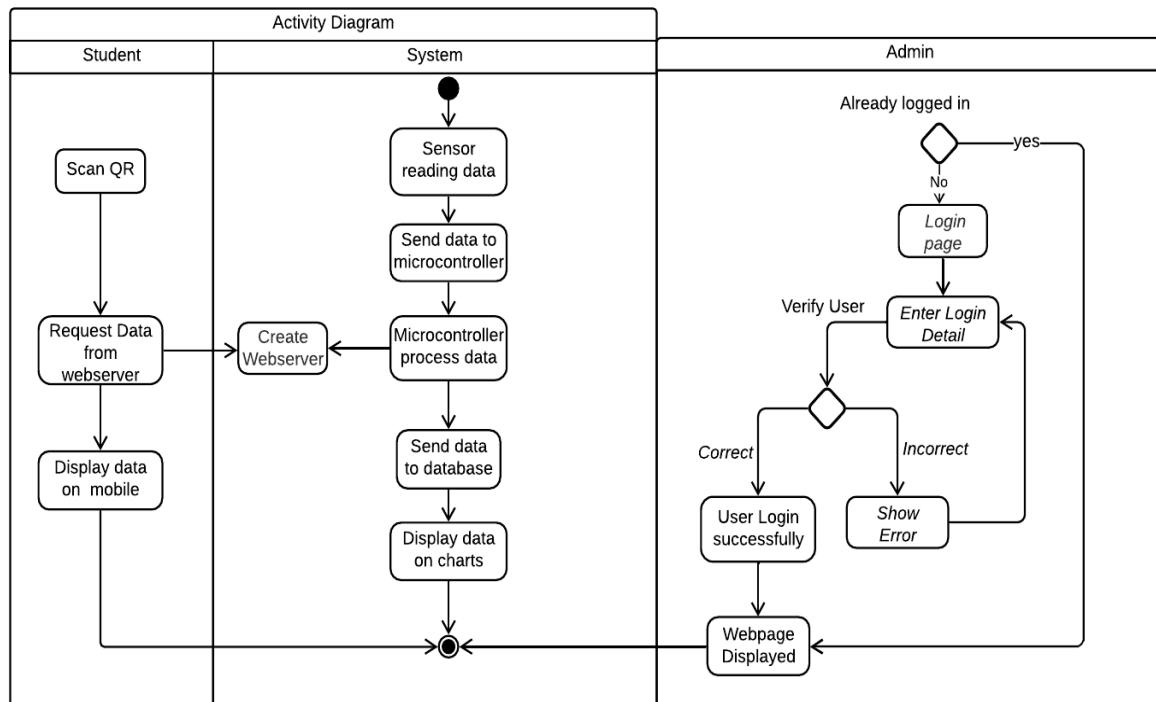 Activity Diagram
Student
System
Admin
Scan QR
Request Data
from
webserver
Display data
on mobile
Sensor
reading data
Send data to
microcontroller
Create
Webserver
Microcontroller
process data
Send data
to database
Display data
on charts
Already logged in
yes
No
Login
page
Verify User
Enter Login
Detail
Correct
Incorrect
User Login
successfully
Show
Error
Webpage
Displayed